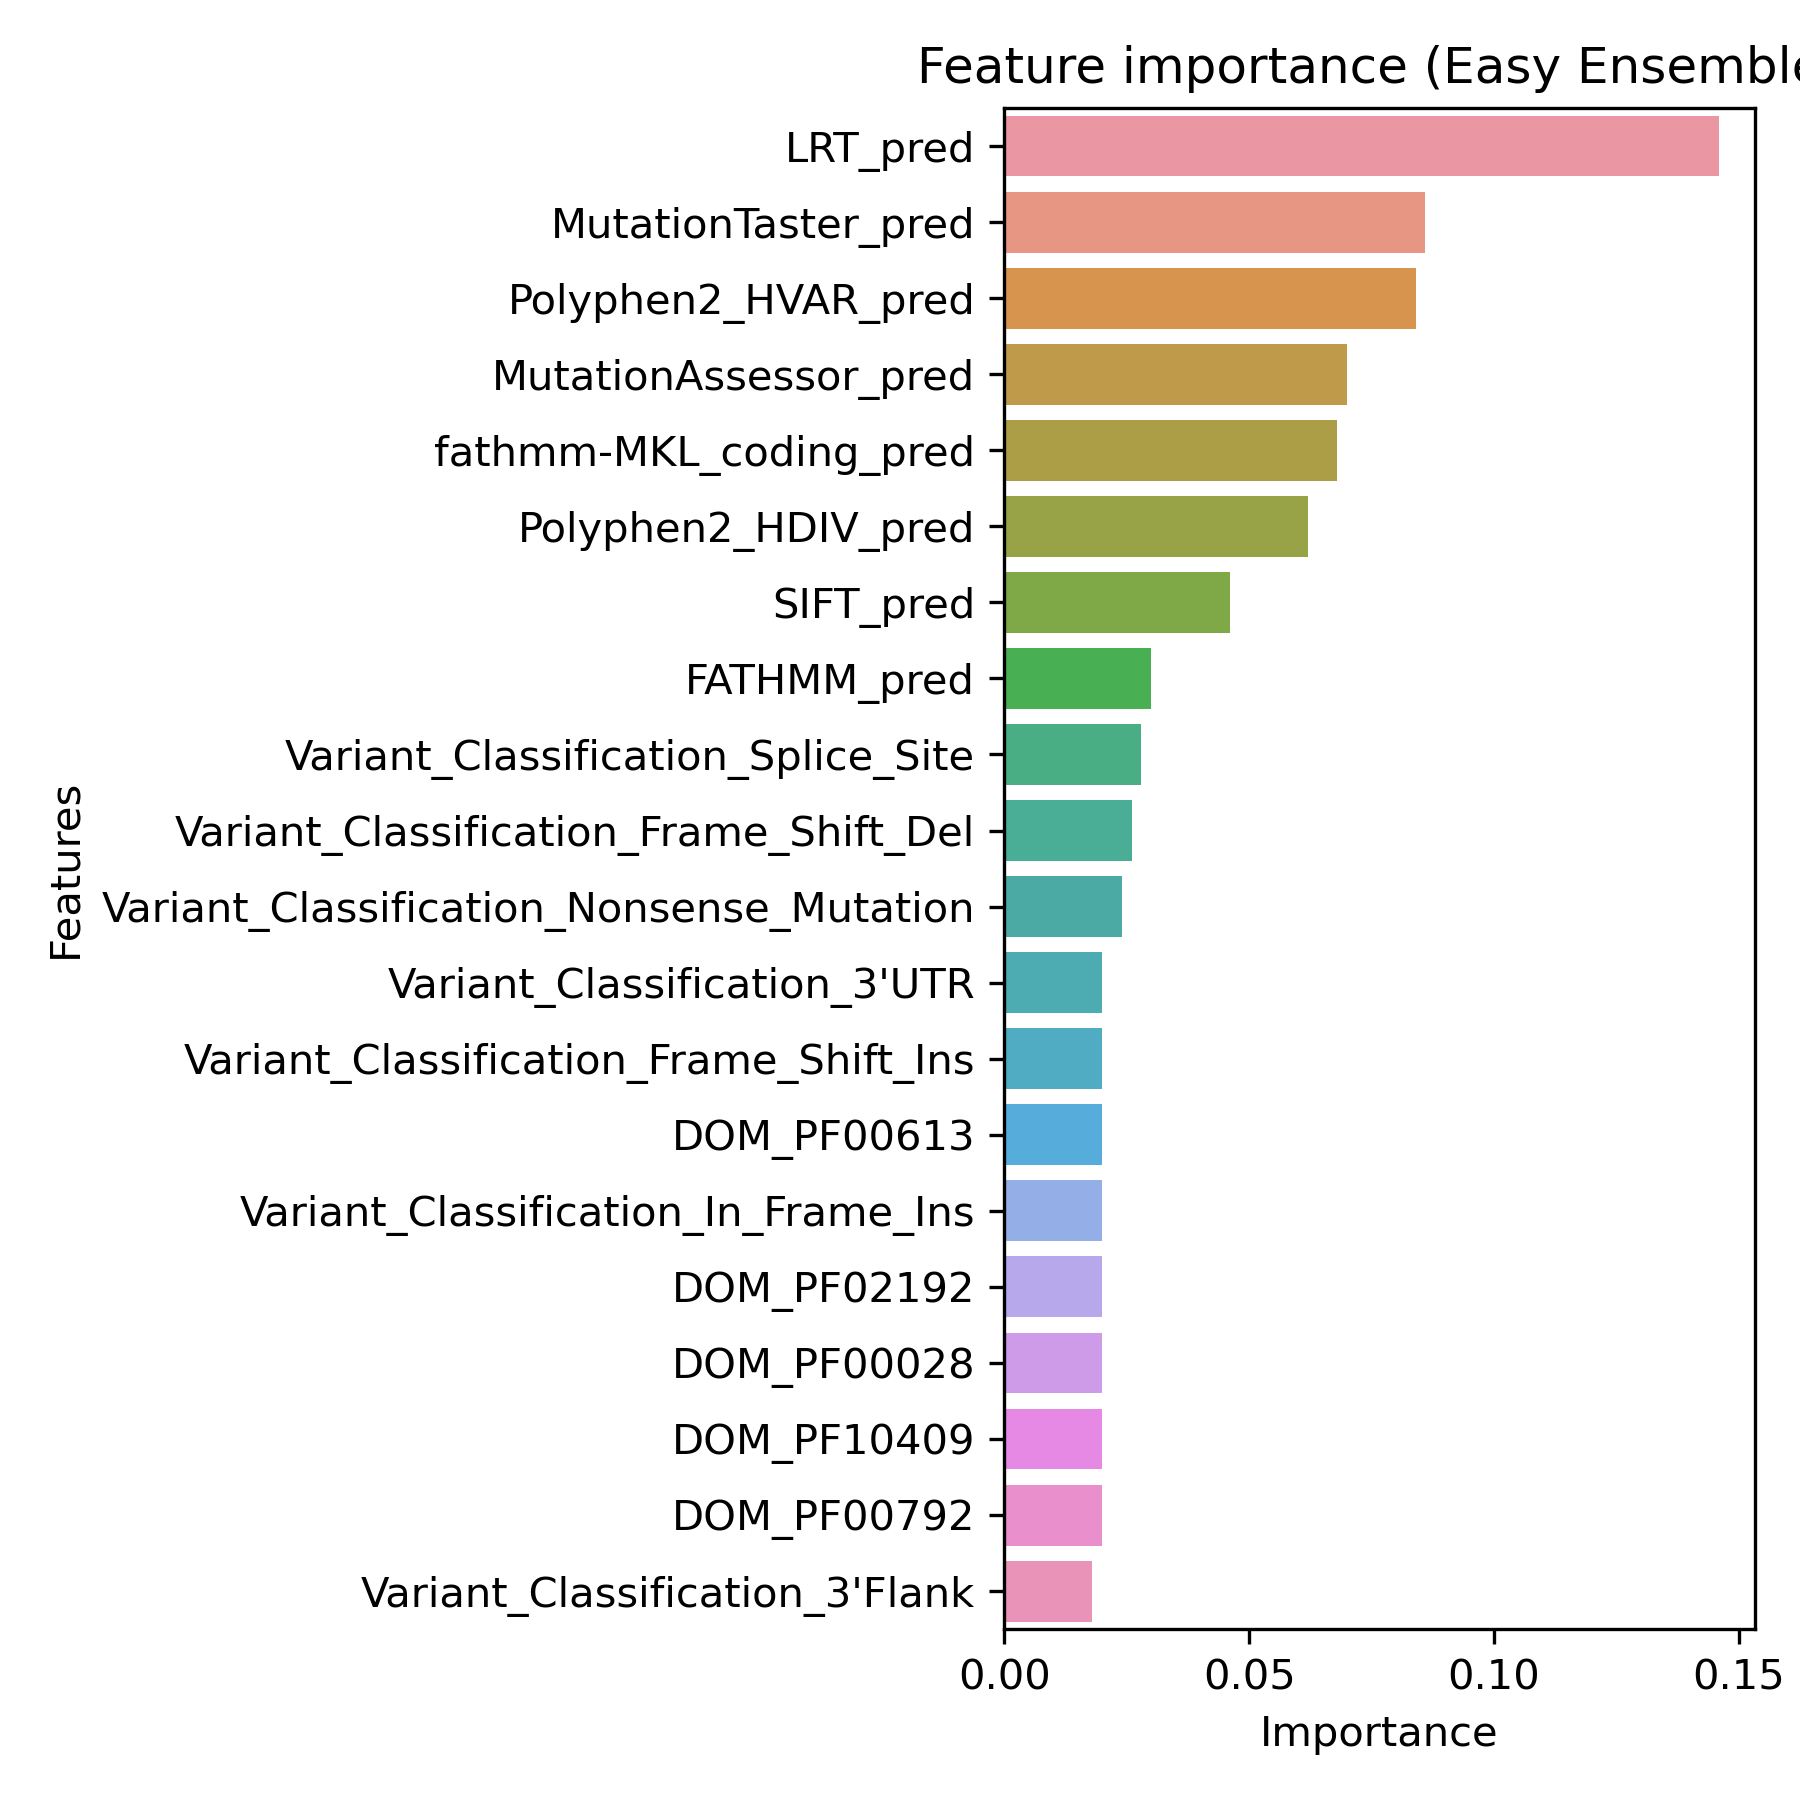 Feature importance (Easy Ensemble
LRT_pred
MutationTaster_pred
Polyphen2_HVAR_pred
MutationAssessor_pred
fathmm-MKL_coding_pred
Polyphen2_HDIV_pred
SIFT_pred
FATHMM_pred
Variant_Classification_Splice_Site
Variant_Classification_Frame_Shift_Del
Variant_Classification_Nonsense_Mutation
Variant_Classification_3'UTR
Variant_Classification_Frame_Shift_Ins
DOM_PF00613
Variant_Classification_In_Frame_Ins
DOM_PF02192
DOM_PF00028
DOM_PF10409
DOM_PF00792
Variant_Classification_3'Flank
Features
0.00 0.05 0.10 0.15
Importance